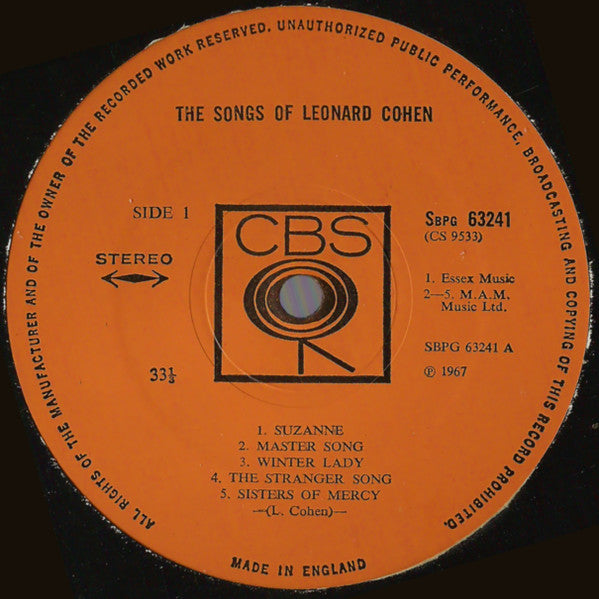 ALL RIGHTS OF THE MANUFACTURER AND OF THE OWNER OF THE RECORDED WORK RESERVED. UNAUTHORIZED PUBLIC PERFORMANCE, BROADCASTING AND COPYING OF THIS RECORD PROHIBITED.
THE SONGS OF LEONARD COHEN
SIDE 1
SBPG 63241
(CS 9533)
CBS
STEREO
1. Essex Music
2—5. M.A.M.
Music Ltd.
33⅓
SBPG 63241 A
℗ 1967
1. SUZANNE
2. MASTER SONG
3. WINTER LADY
4. THE STRANGER SONG
5. SISTERS OF MERCY
—(L. Cohen)—
MADE IN ENGLAND